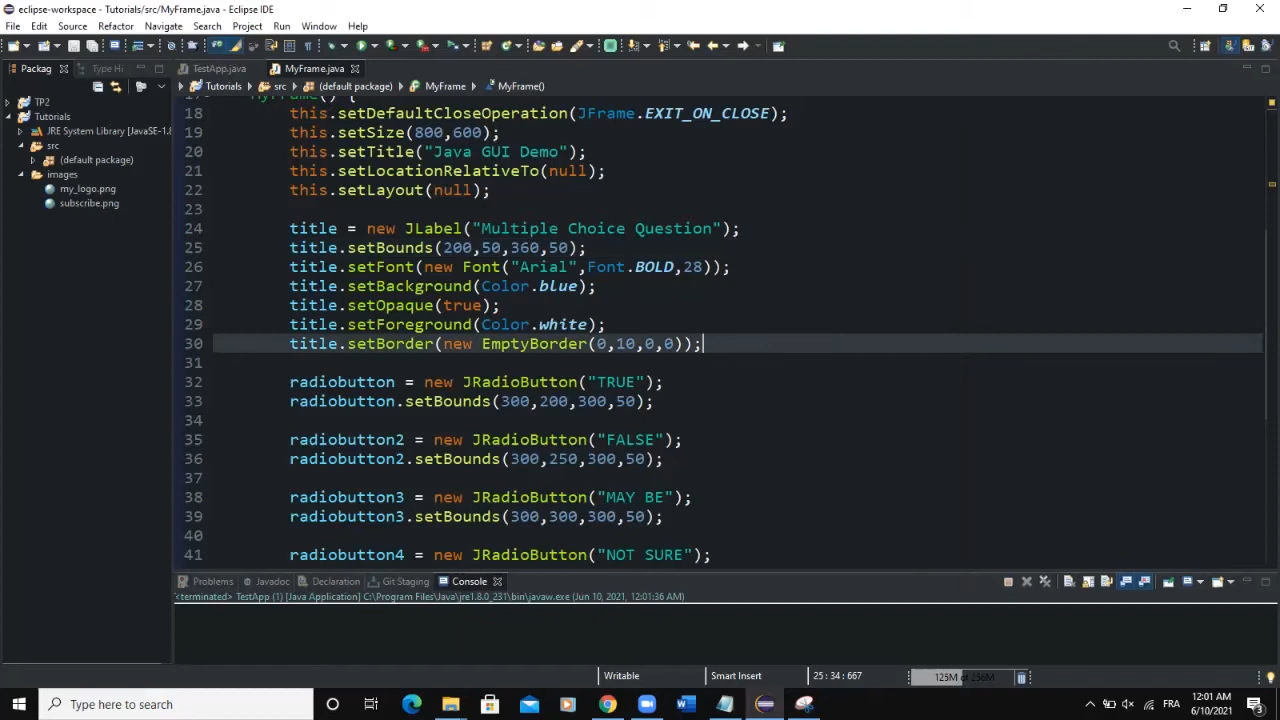 eclipse-workspace - Tutorials/src/MyFrame.java - Eclipse IDE
File Edit Source Refactor Navigate Search Project Run Window Help
Packag Type Hi TestApp.java MyFrame.java
Tutorials src (default package) MyFrame MyFrame()
TP2
Tutorials
JRE System Library [JavaSE-1.8
src
(default package)
images
my_logo.png
subscribe.png
17 MyFrame() {
18 this.setDefaultCloseOperation(JFrame.EXIT_ON_CLOSE);
19 this.setSize(800,600);
20 this.setTitle("Java GUI Demo");
21 this.setLocationRelativeTo(null);
22 this.setLayout(null);
23
24 title = new JLabel("Multiple Choice Question");
25 title.setBounds(200,50,360,50);
26 title.setFont(new Font("Arial",Font.BOLD,28));
27 title.setBackground(Color.blue);
28 title.setOpaque(true);
29 title.setForeground(Color.white);
30 title.setBorder(new EmptyBorder(0,10,0,0));
31
32 radiobutton = new JRadioButton("TRUE");
33 radiobutton.setBounds(300,200,300,50);
34
35 radiobutton2 = new JRadioButton("FALSE");
36 radiobutton2.setBounds(300,250,300,50);
37
38 radiobutton3 = new JRadioButton("MAY BE");
39 radiobutton3.setBounds(300,300,300,50);
40
41 radiobutton4 = new JRadioButton("NOT SURE");
Problems Javadoc Declaration Git Staging Console
<terminated> TestApp (1) [Java Application] C:\Program Files\Java\jre1.8.0_231\bin\javaw.exe (Jun 10, 2021, 12:01:36 AM)
Writable Smart Insert 25 : 34 : 667 125M of 256M
Type here to search
FRA
12:01 AM
6/10/2021
3